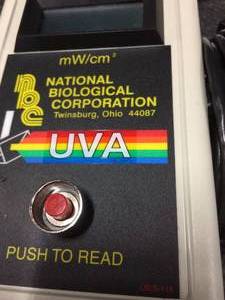 mW/cm²
nbc
NATIONAL
BIOLOGICAL
CORPORATION
Twinsburg, Ohio 44087
UVA
PUSH TO READ